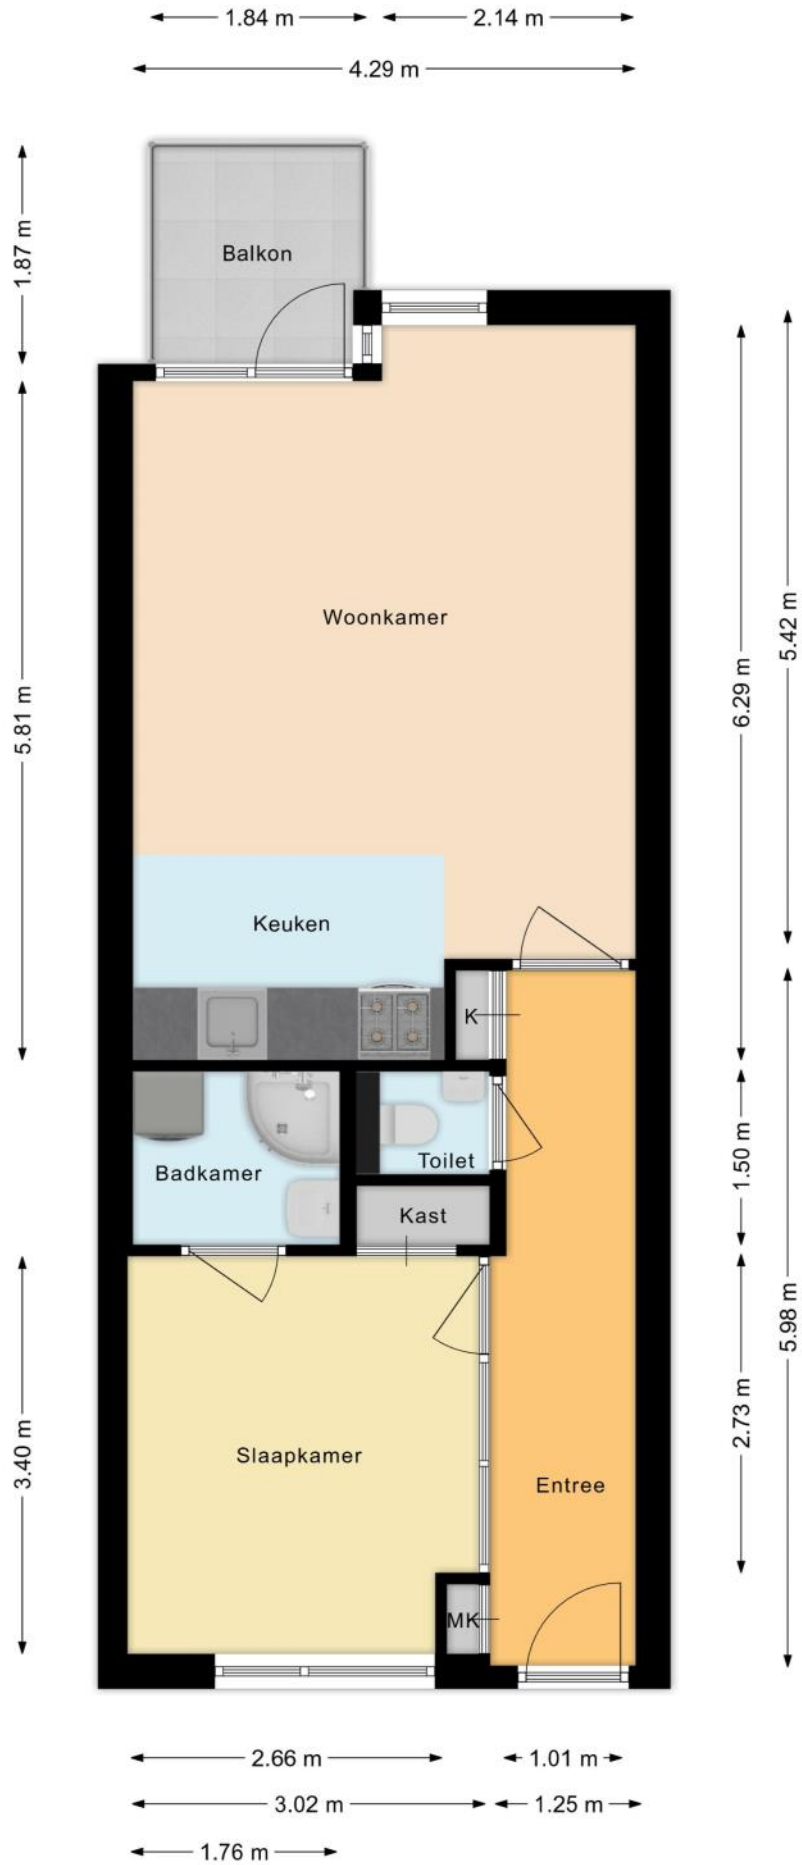 1.84 m
2.14 m
4.29 m
1.87 m
Balkon
5.42 m
Woonkamer
6.29 m
5.81 m
Keuken
K
1.50 m
Toilet
Badkamer
Kast
5.98 m
2.73 m
3.40 m
Slaapkamer
Entree
MK
2.66 m
1.01 m
3.02 m
1.25 m
1.76 m